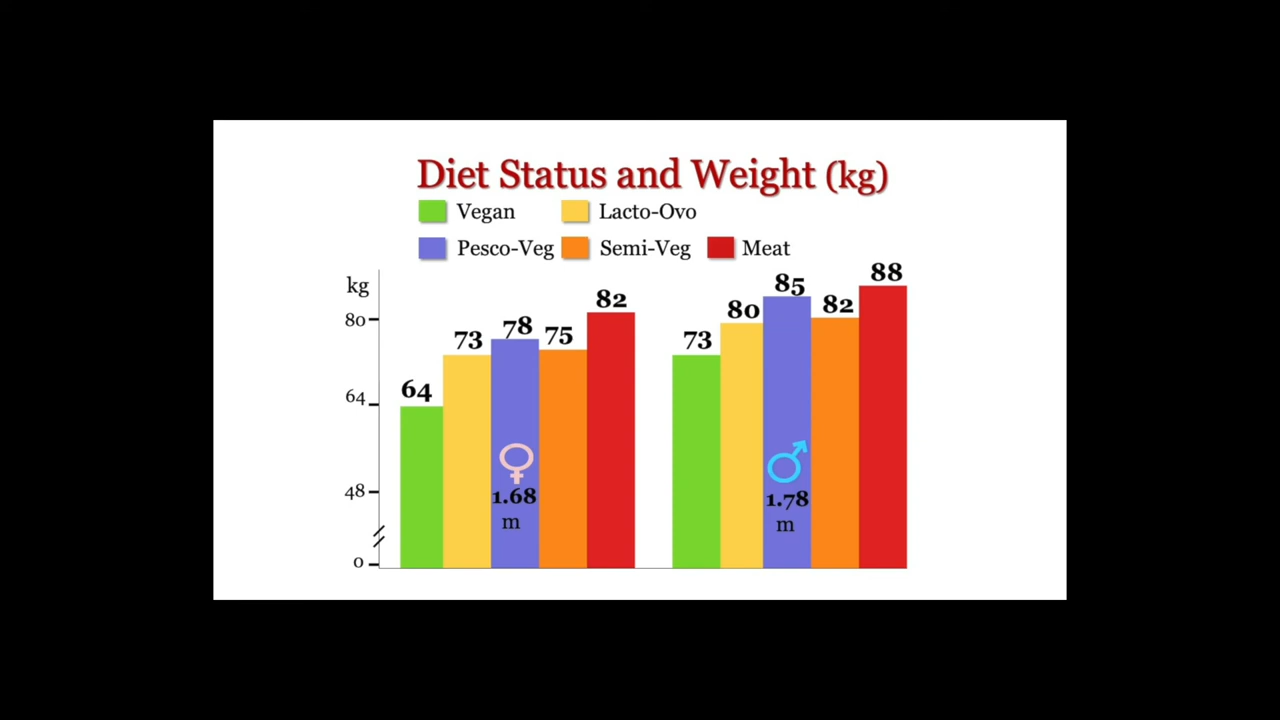 Diet Status and Weight (kg)
Vegan Lacto-Ovo
Pesco-Veg Semi-Veg Meat
kg
80
64
48
0
64 73 78 75 82
73 80 85 82 88
1.68
m
1.78
m